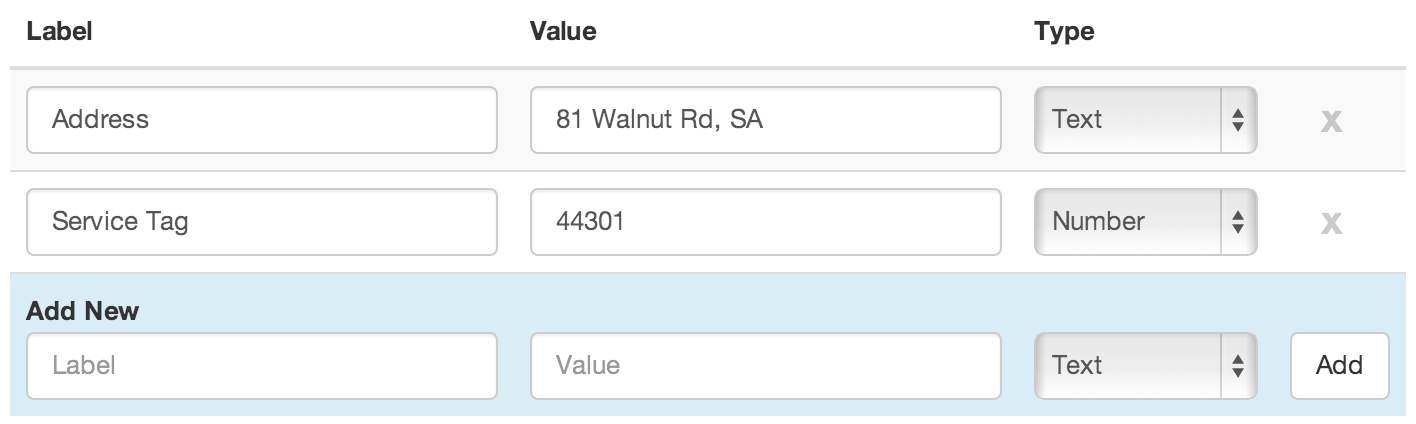 Label Value Type
Address 81 Walnut Rd, SA Text x
Service Tag 44301 Number x
Add New
Label Value Text Add